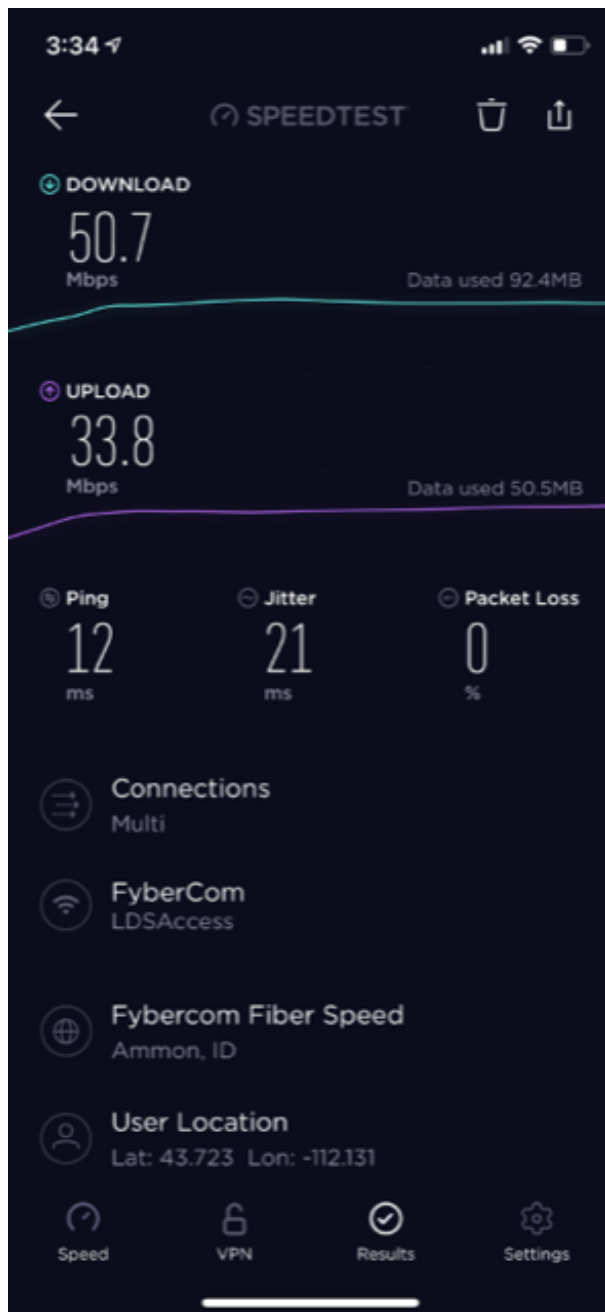 3:34
SPEEDTEST
DOWNLOAD
50.7
Mbps
Data used 92.4MB
UPLOAD
33.8
Mbps
Data used 50.5MB
Ping Jitter Packet Loss
12 21 0
ms ms %
Connections
Multi
FyberCom
LDSAccess
Fybercom Fiber Speed
Ammon, ID
User Location
Lat: 43.723 Lon: -112.131
Speed VPN Results Settings